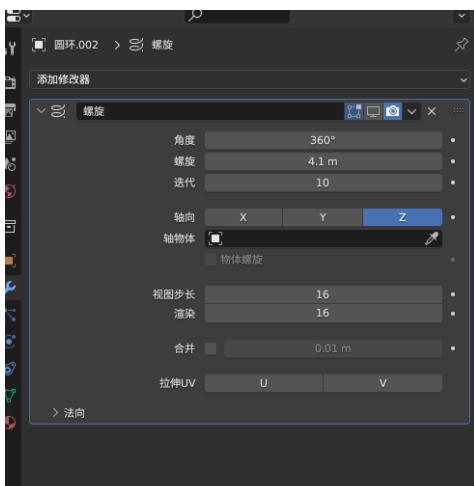 圆环.002 > 螺旋
添加修改器
螺旋
角度 360°
螺旋 4.1 m
迭代 10
轴向 X Y Z
轴物体
物体螺旋
视图步长 16
渲染 16
合并 0.01 m
拉伸UV U V
> 法向